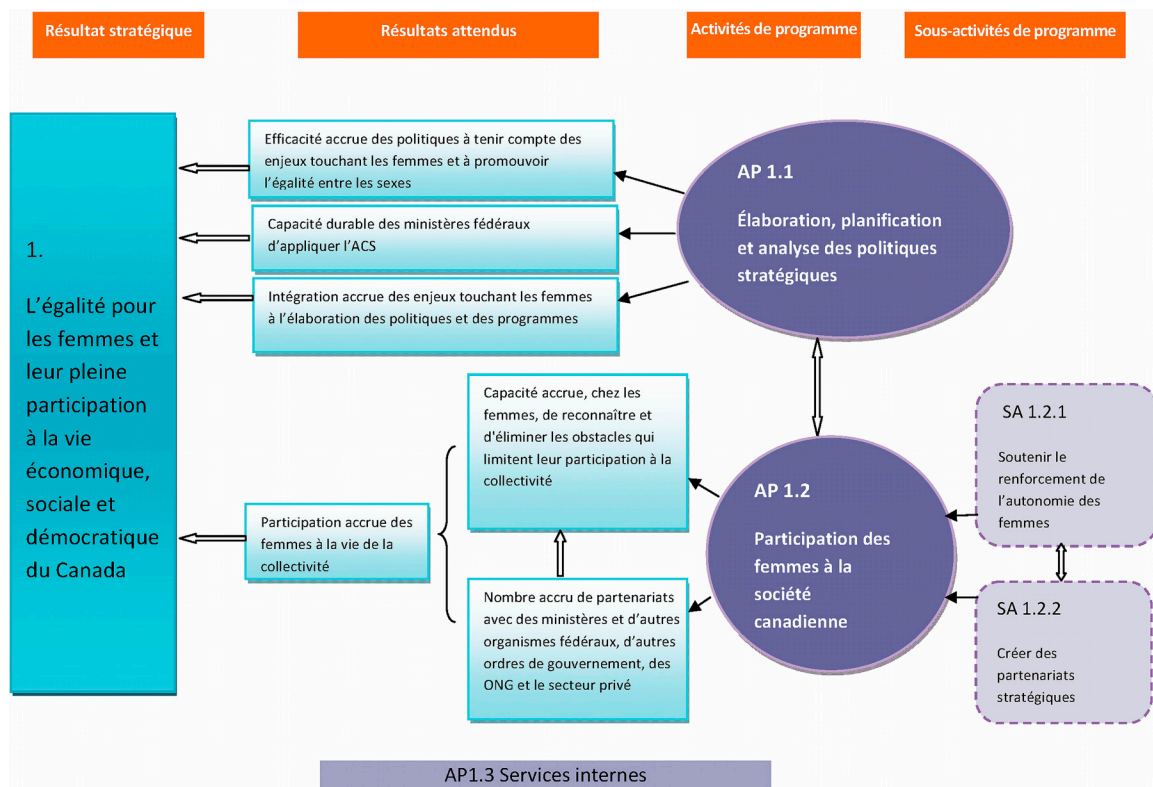 Résultat stratégique
Résultats attendus
Activités de programme
Sous-activités de programme
1.
L’égalité pour
les femmes et
leur pleine
participation
à la vie
économique,
sociale et
démocratique
du Canada
Efficacité accrue des politiques à tenir compte des
enjeux touchant les femmes et à promouvoir
l’égalité entre les sexes
Capacité durable des ministères fédéraux
d’appliquer l’ACS
Intégration accrue des enjeux touchant les femmes
à l’élaboration des politiques et des programmes
Participation accrue des
femmes à la vie de la
collectivité
Capacité accrue, chez les
femmes, de reconnaître et
d'éliminer les obstacles qui
limitent leur participation à la
collectivité
Nombre accru de partenariats
avec des ministères et d’autres
organismes fédéraux, d’autres
ordres de gouvernement, des
ONG et le secteur privé
AP 1.1
Élaboration, planification
et analyse des politiques
stratégiques
AP 1.2
Participation des
femmes à la
société
canadienne
SA 1.2.1
Soutenir le
renforcement de
l’autonomie des
femmes
SA 1.2.2
Créer des
partenariats
stratégiques
AP1.3 Services internes